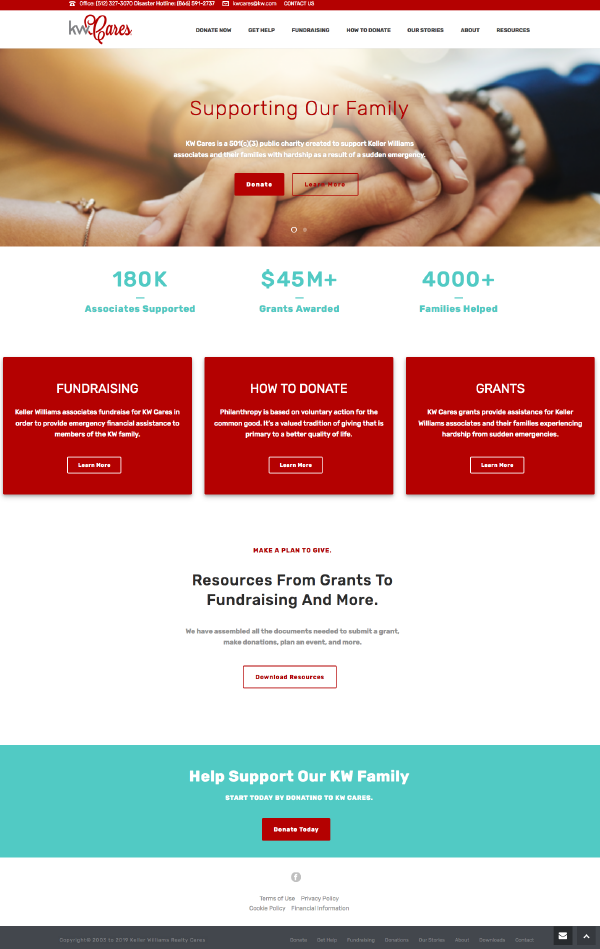 Office: (512) 327-3070 Disaster Hotline: (866) 591-2737 kwcares@kw.com CONTACT US
kwCares
DONATE NOW GET HELP FUNDRAISING HOW TO DONATE OUR STORIES ABOUT RESOURCES
Supporting Our Family
KW Cares is a 501(c)(3) public charity created to support Keller Williams
associates and their families with hardship as a result of a sudden emergency.
Donate Learn More
180K $45M+ 4000+
Associates Supported Grants Awarded Families Helped
FUNDRAISING
Keller Williams associates fundraise for KW Cares in
order to provide emergency financial assistance to
members of the KW family.
Learn More
HOW TO DONATE
Philanthropy is based on voluntary action for the
common good. It's a valued tradition of giving that is
primary to a better quality of life.
Learn More
GRANTS
KW Cares grants provide assistance for Keller
Williams associates and their families experiencing
hardship from sudden emergencies.
Learn More
MAKE A PLAN TO GIVE.
Resources From Grants To
Fundraising And More.
We have assembled all the documents needed to submit a grant,
make donations, plan an event, and more.
Download Resources
Help Support Our KW Family
START TODAY BY DONATING TO KW CARES.
Donate Today
Terms of Use Privacy Policy
Cookie Policy Financial Information
Copyright © 2003 to 2019 Keller Williams Realty Cares Donate Get Help Fundraising Donations Our Stories About Downloads Contact